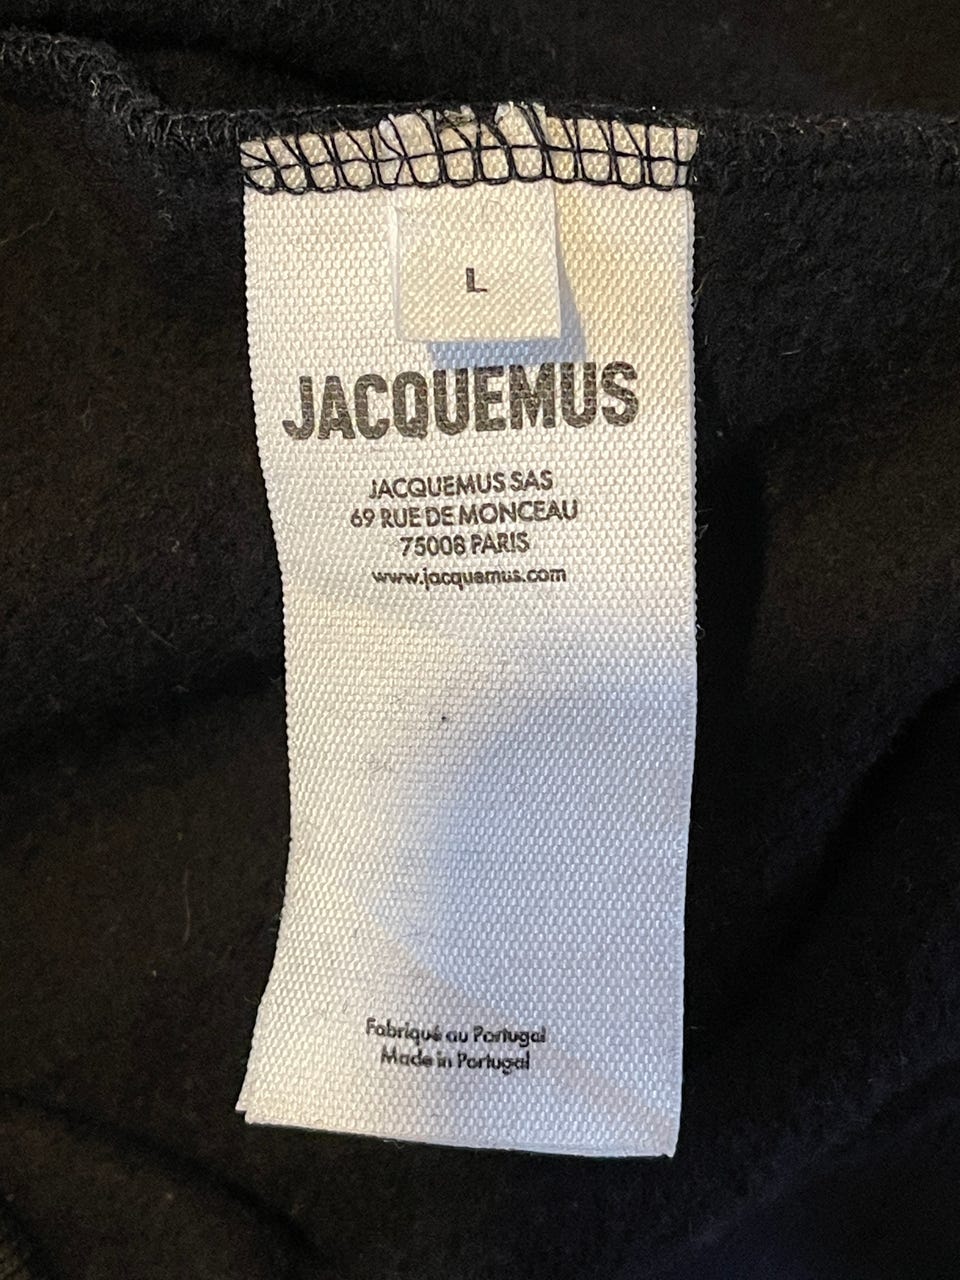 L
JACQUEMUS
JACQUEMUS SAS
69 RUE DE MONCEAU
75008 PARIS
www.jacquemus.com
Fabriqué au Portugal
Made in Portugal